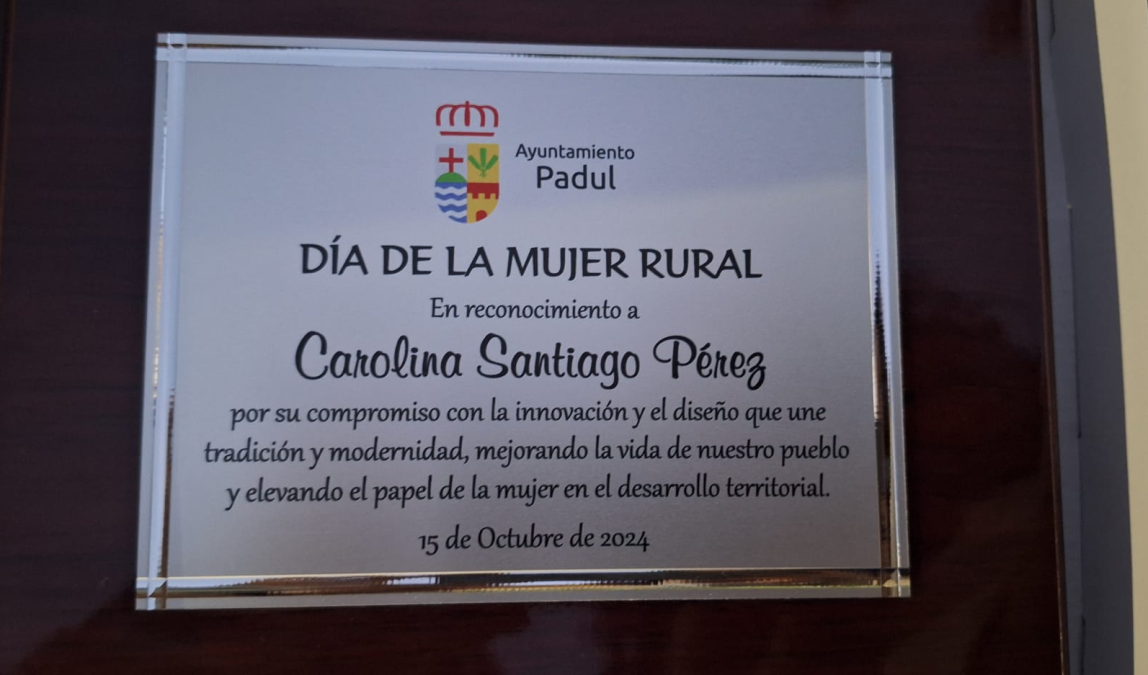 Ayuntamiento
Padul
DÍA DE LA MUJER RURAL
En reconocimiento a
Carolina Santiago Pérez
por su compromiso con la innovación y el diseño que une
tradición y modernidad, mejorando la vida de nuestro pueblo
y elevando el papel de la mujer en el desarrollo territorial.
15 de Octubre de 2024